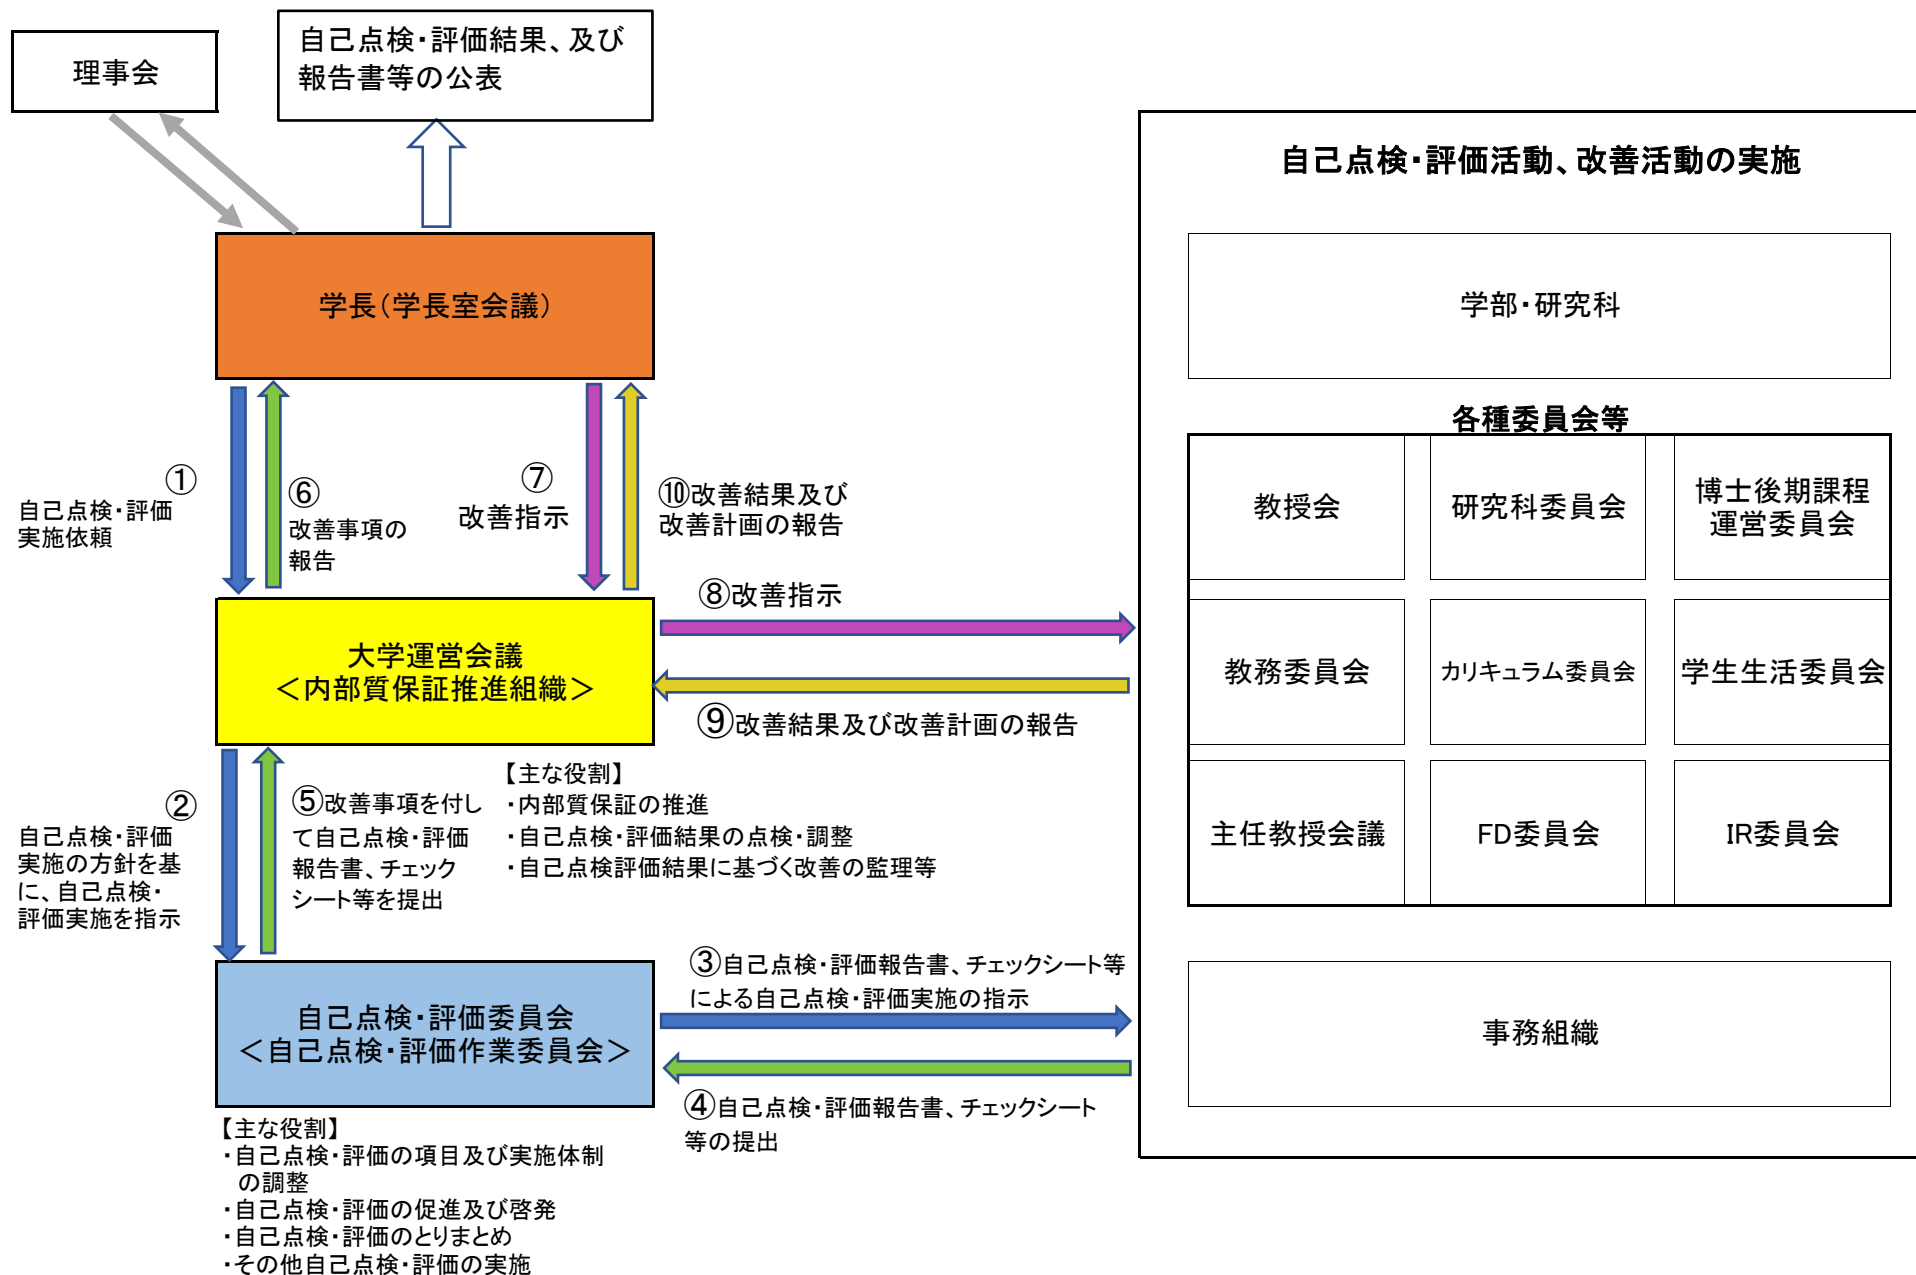 理事会
自己点検・評価結果、及び
報告書等の公表
学長（学長室会議）
①
自己点検・評価
実施依頼
⑥
改善事項の
報告
⑦
改善指示
⑩改善結果及び
改善計画の報告
大学運営会議
＜内部質保証推進組織＞
⑧改善指示
⑨改善結果及び改善計画の報告
【主な役割】
・内部質保証の推進
・自己点検・評価結果の点検・調整
・自己点検評価結果に基づく改善の監理等
②
自己点検・評価
実施の方針を基
に、自己点検・
評価実施を指示
⑤改善事項を付し
て自己点検・評価
報告書、チェック
シート等を提出
自己点検・評価委員会
＜自己点検・評価作業委員会＞
③自己点検・評価報告書、チェックシート等
による自己点検・評価実施の指示
④自己点検・評価報告書、チェックシート
等の提出
【主な役割】
・自己点検・評価の項目及び実施体制
の調整
・自己点検・評価の促進及び啓発
・自己点検・評価のとりまとめ
・その他自己点検・評価の実施
自己点検・評価活動、改善活動の実施
学部・研究科
各種委員会等
教授会
研究科委員会
博士後期課程
運営委員会
教務委員会
カリキュラム委員会
学生生活委員会
主任教授会議
FD委員会
IR委員会
事務組織